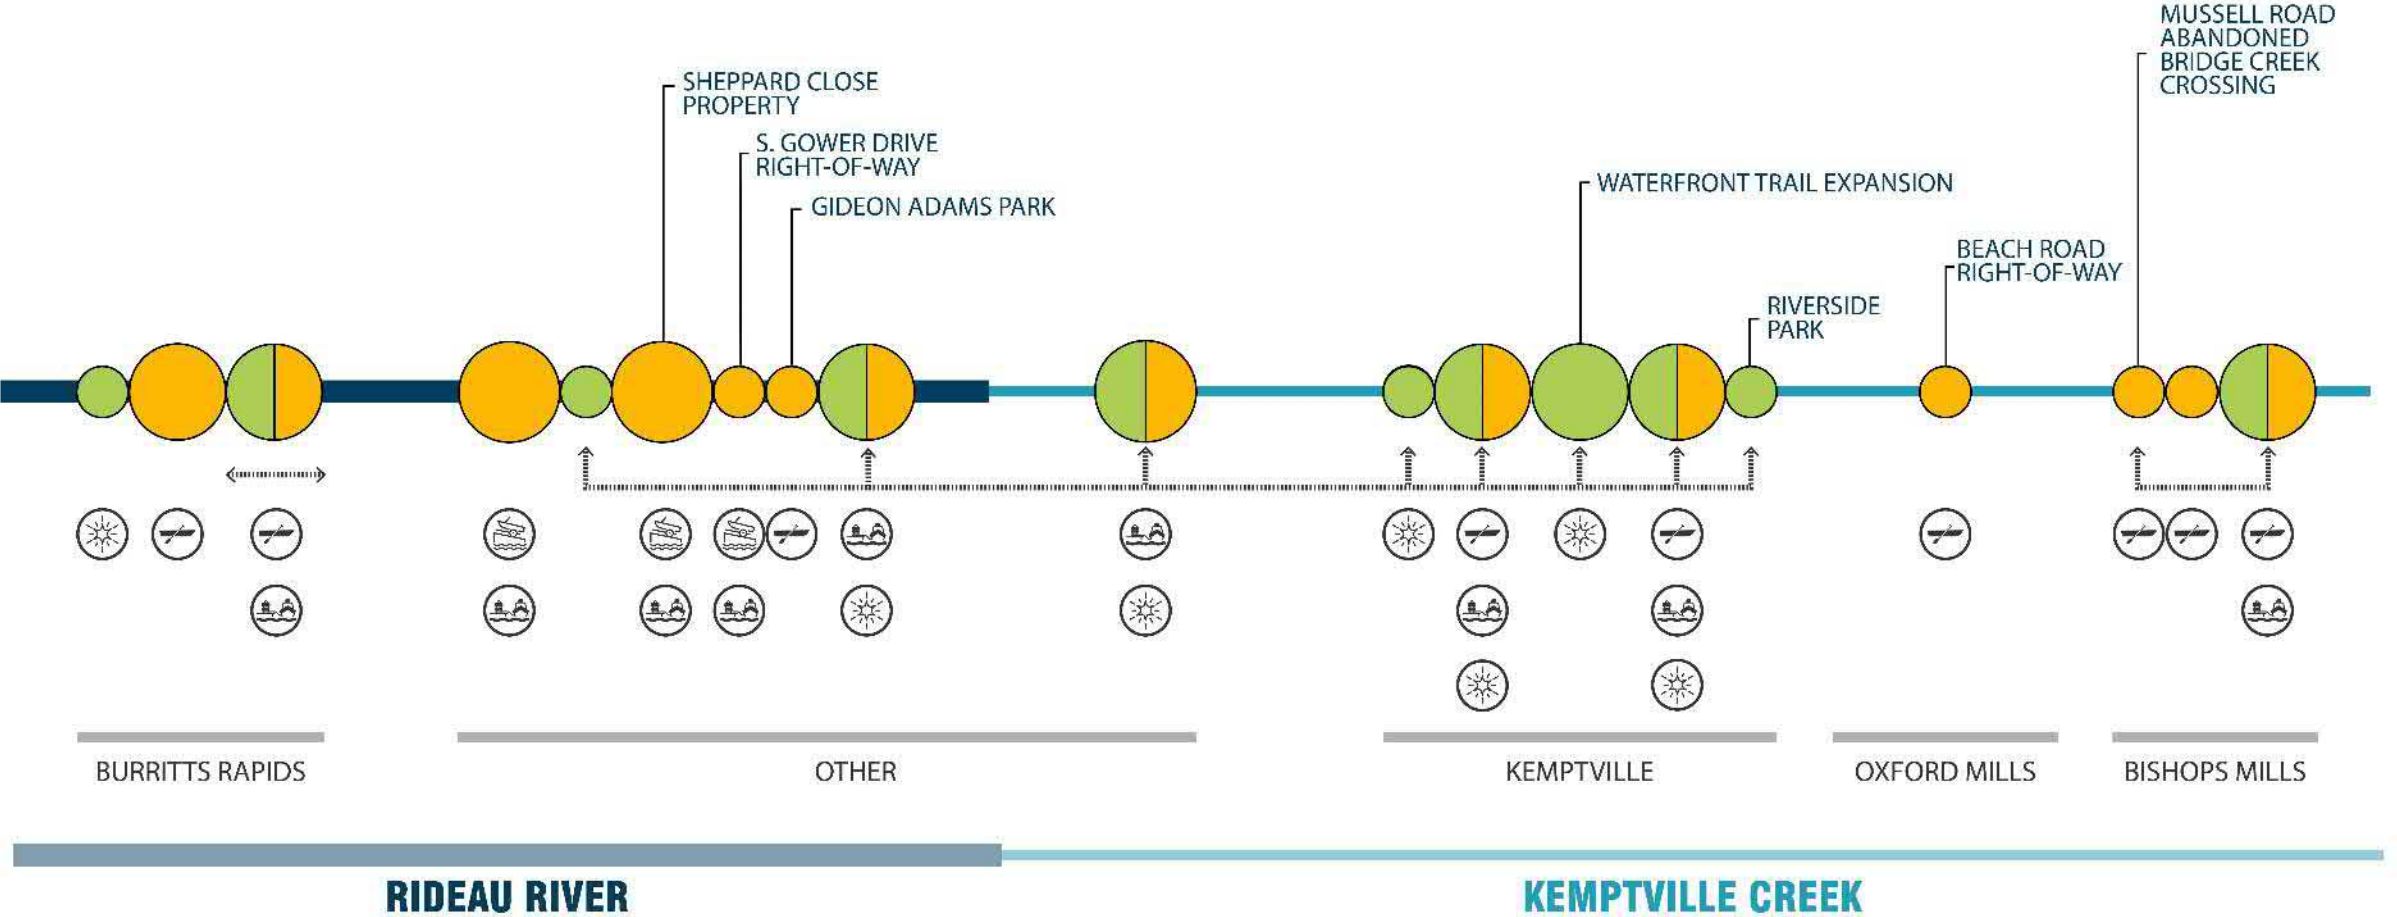 MUSSELL ROAD
ABANDONED
BRIDGE CREEK
CROSSING
SHEPPARD CLOSE
PROPERTY
S. GOWER DRIVE
RIGHT-OF-WAY
GIDEON ADAMS PARK
WATERFRONT TRAIL EXPANSION
BEACH ROAD
RIGHT-OF-WAY
RIVERSIDE
PARK
BURRITTS RAPIDS
OTHER
KEMPTVILLE
OXFORD MILLS
BISHOPS MILLS
RIDEAU RIVER
KEMPTVILLE CREEK